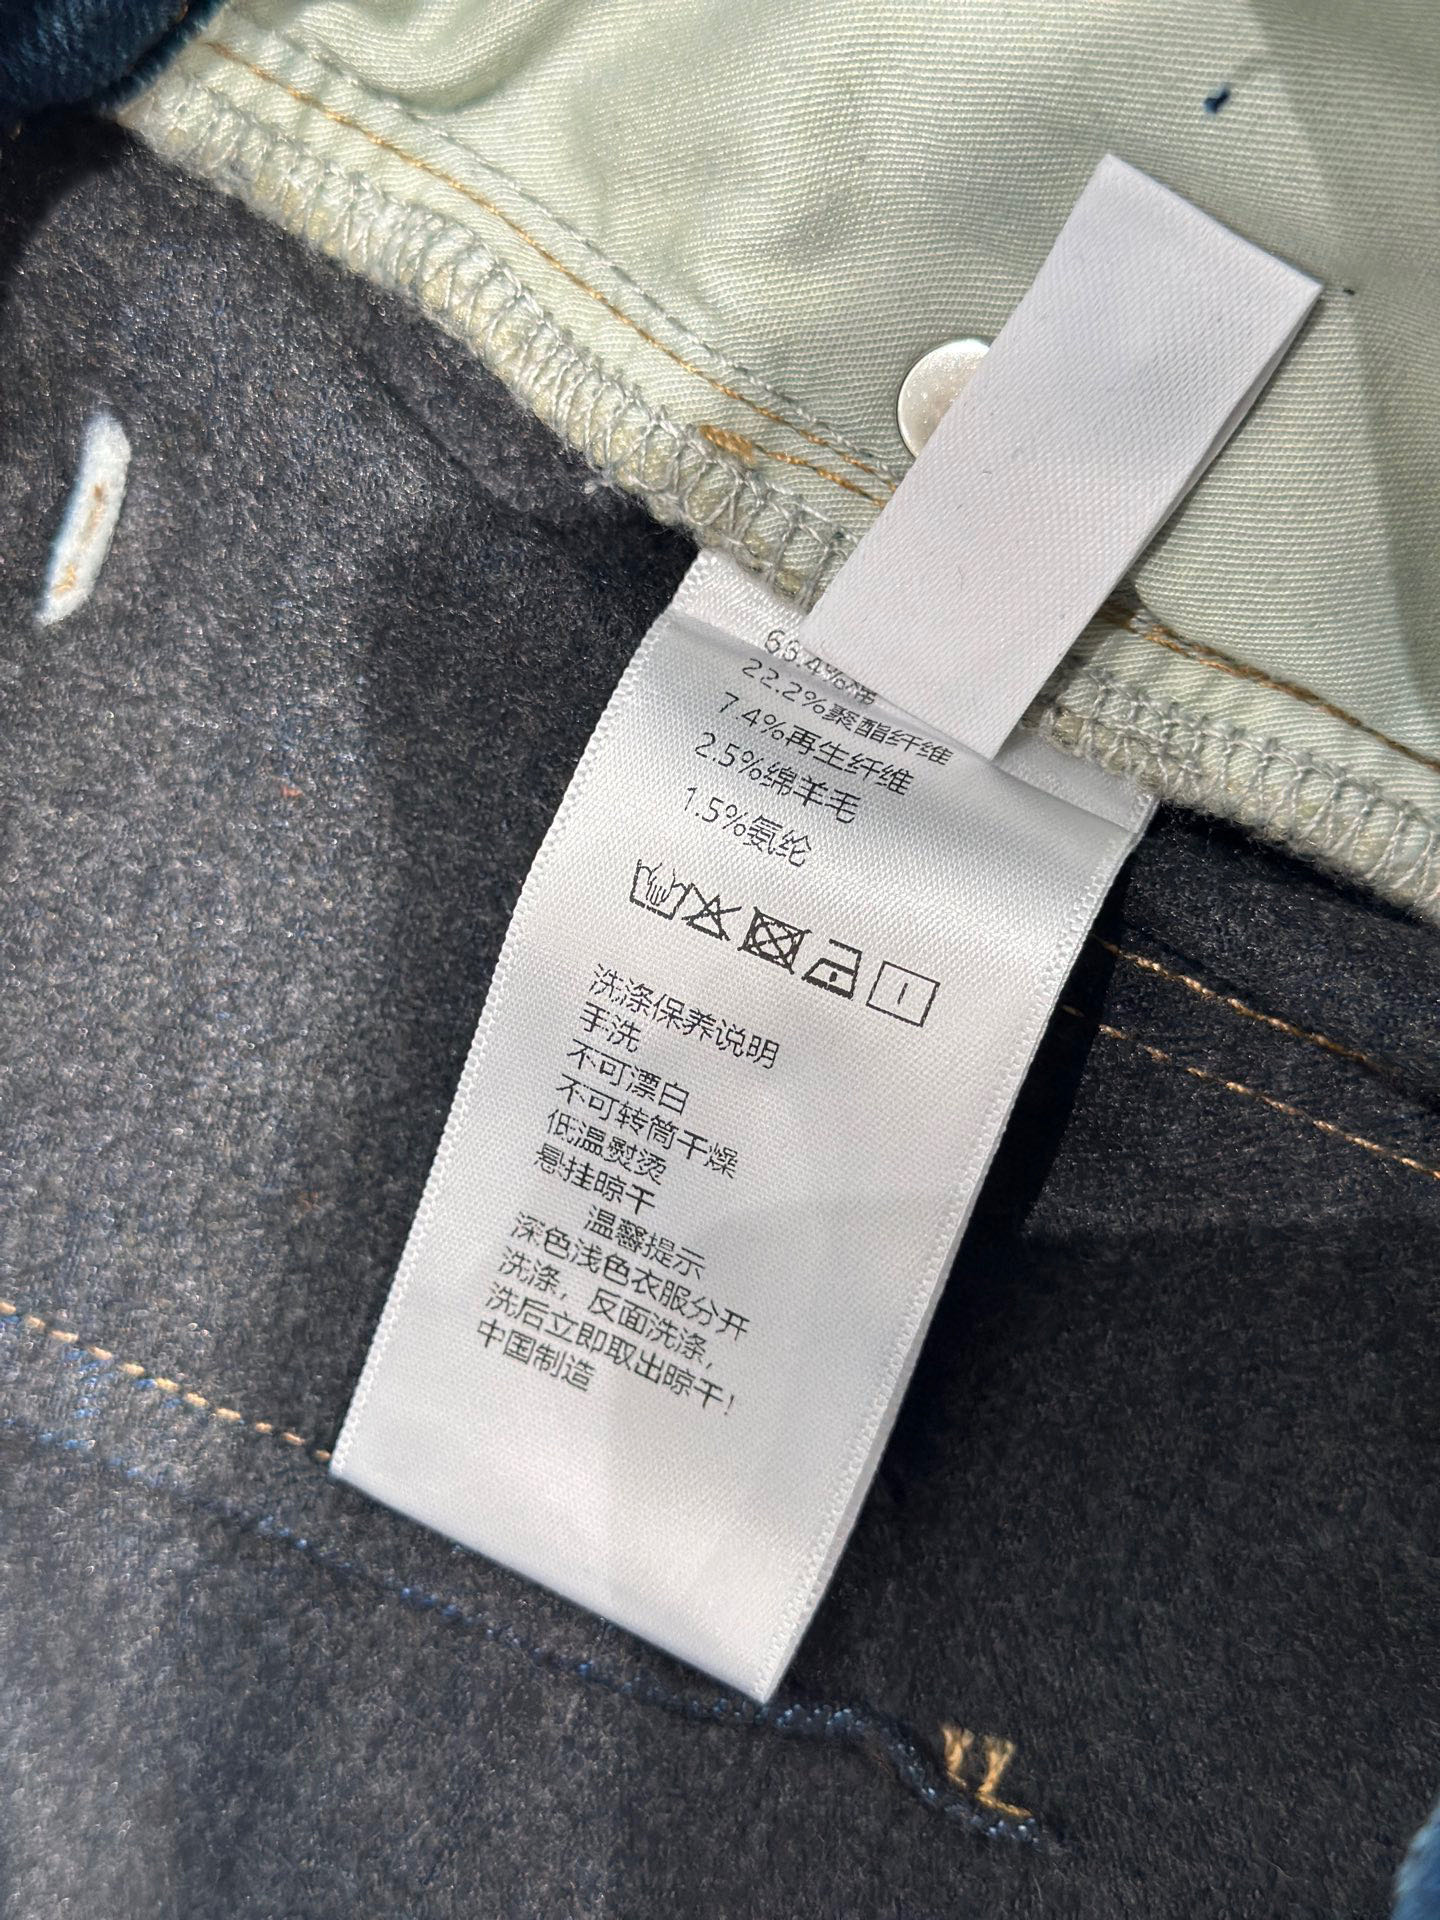 66.4%棉
22.2%聚酯纤维
7.4%再生纤维
2.5%绵羊毛
1.5%氨纶
洗涤保养说明
手洗
不可漂白
不可转筒干燥
低温熨烫
悬挂晾干
温馨提示
深色浅色衣服分开
洗涤，反面洗涤，
洗后立即取出晾干！
中国制造